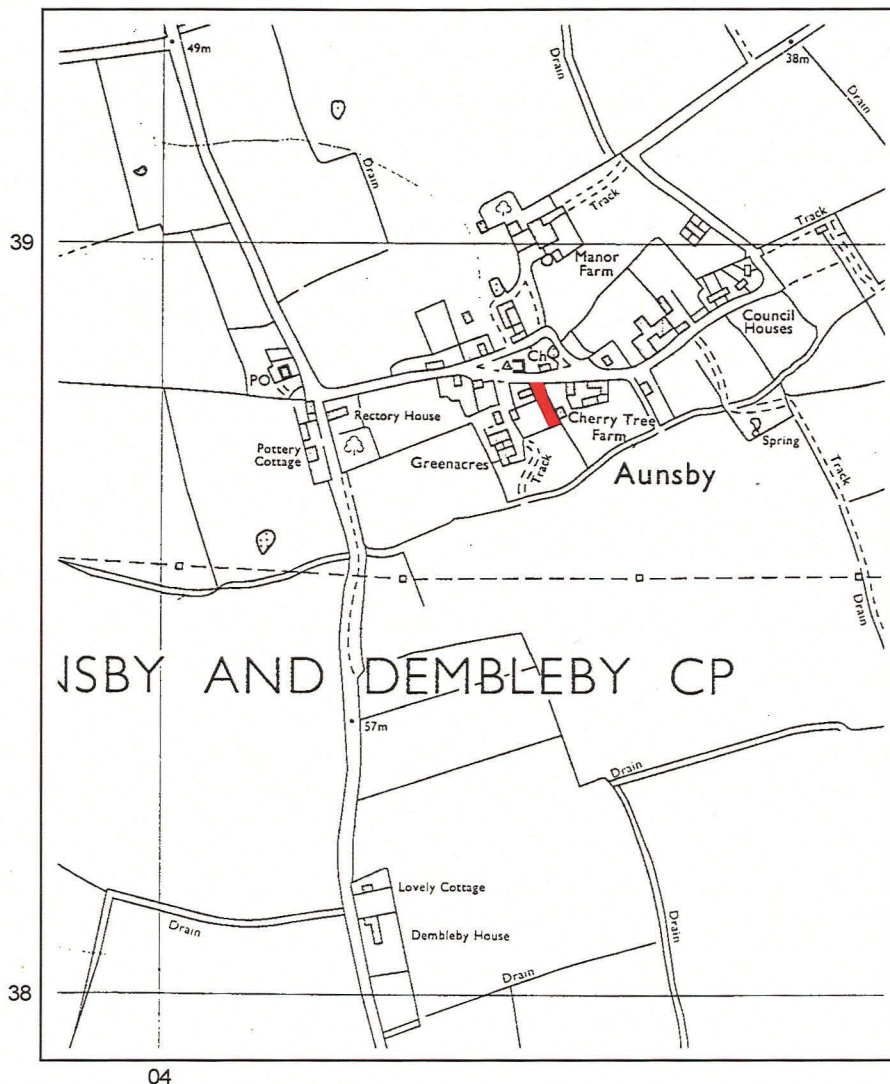 49m
38m
Drain
Drain
Drain
Track
39
Manor
Farm
Track
Council
Houses
Ch
PO
Rectory House
Cherry Tree
Farm
Pottery
Cottage
Greenacres
Track
Aunsby
Spring
Track
Drain
NSBY AND DEMBLEBY CP
57m
Drain
Lovely Cottage
Drain
Dembleby House
Drain
Drain
38
04